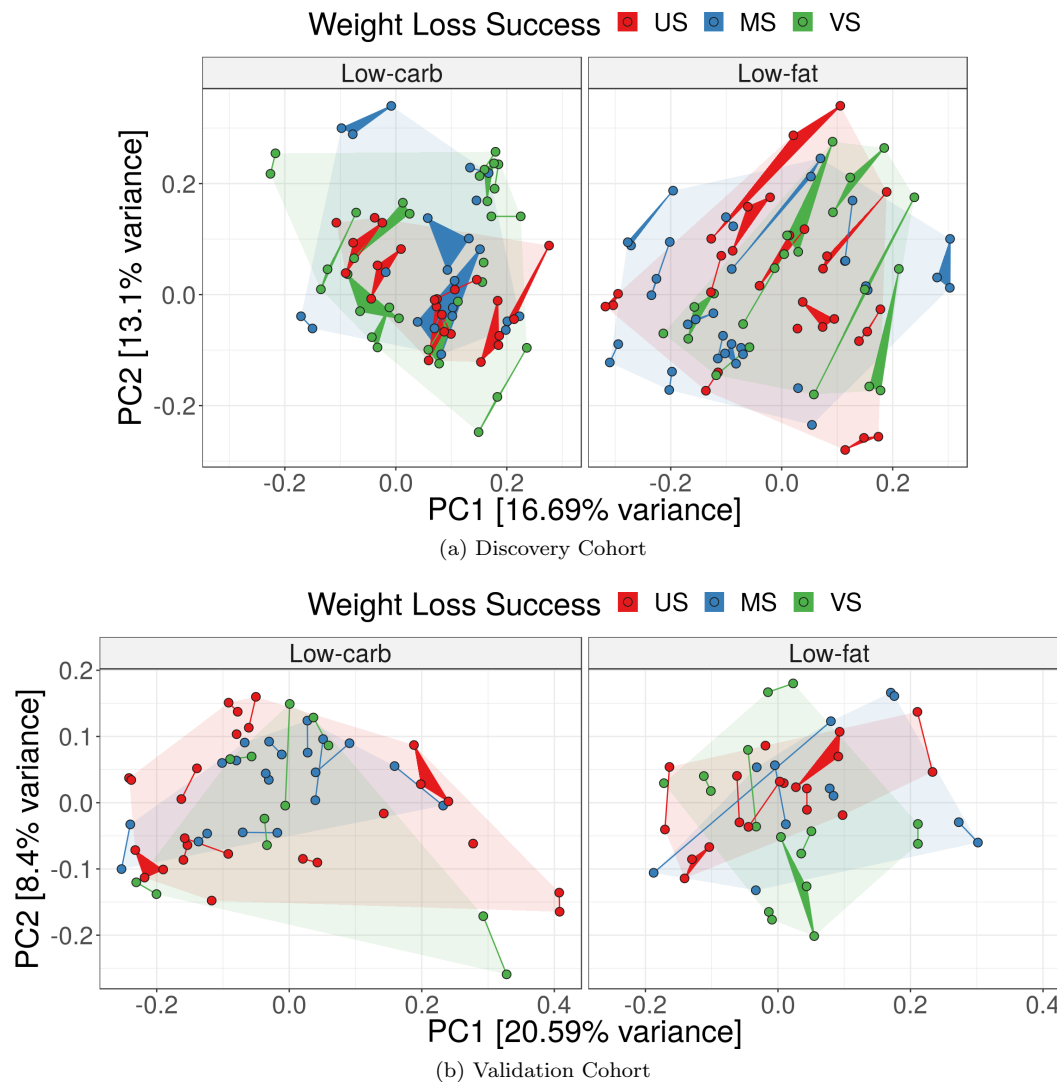 Weight Loss Success US MS VS
Low-carb Low-fat
PC2 [13.1% variance]
0.2
0.0
-0.2
-0.2 0.0 0.2 -0.2 0.0 0.2
PC1 [16.69% variance]
(a) Discovery Cohort
Weight Loss Success US MS VS
Low-carb Low-fat
PC2 [8.4% variance]
0.2
0.1
0.0
-0.1
-0.2
-0.2 0.0 0.2 0.4 -0.2 0.0 0.2 0.4
PC1 [20.59% variance]
(b) Validation Cohort